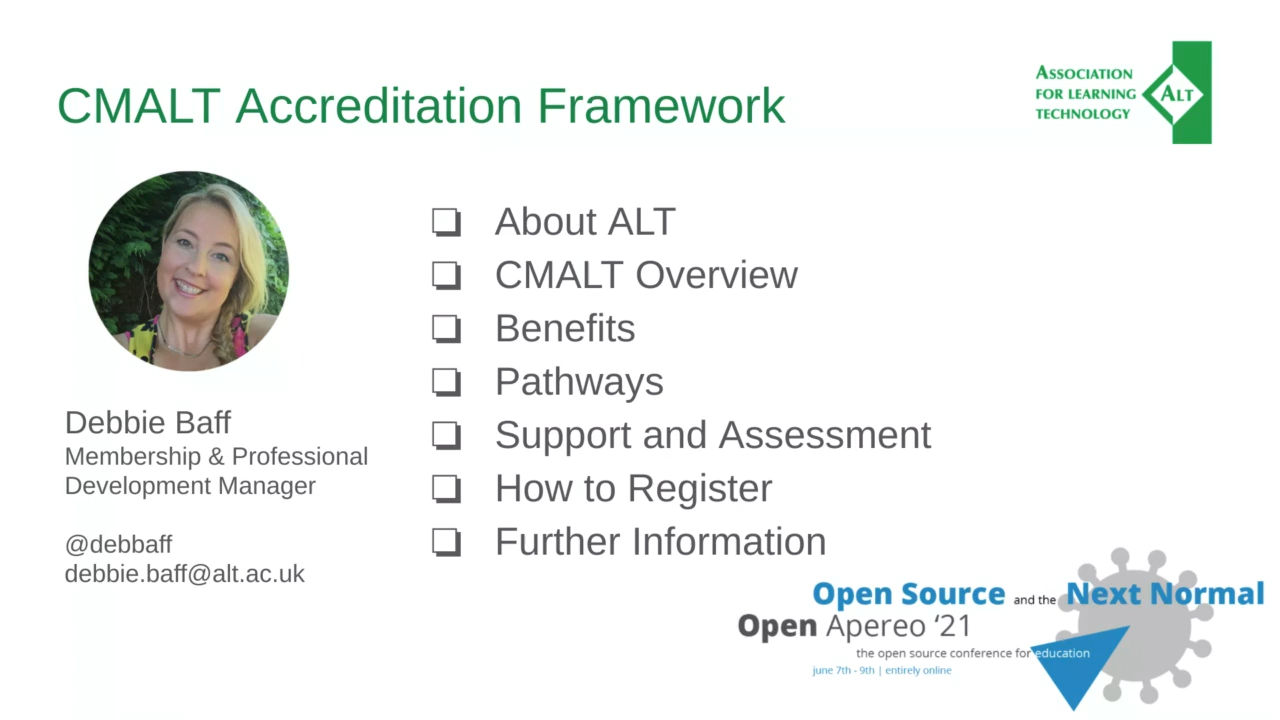 CMALT Accreditation Framework
ASSOCIATION
FOR LEARNING
TECHNOLOGY
ALT
About ALT
CMALT Overview
Benefits
Pathways
Support and Assessment
How to Register
Further Information
Debbie Baff
Membership & Professional
Development Manager
@debbaff
debbie.baff@alt.ac.uk
Open Source and the Next Normal
Open Apereo ‘21
the open source conference for education
june 7th - 9th | entirely online